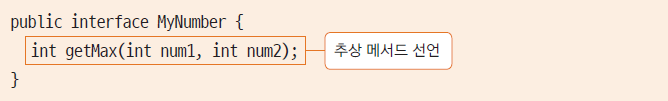 public interface MyNumber {
int getMax(int num1, int num2);
추상 메서드 선언
}